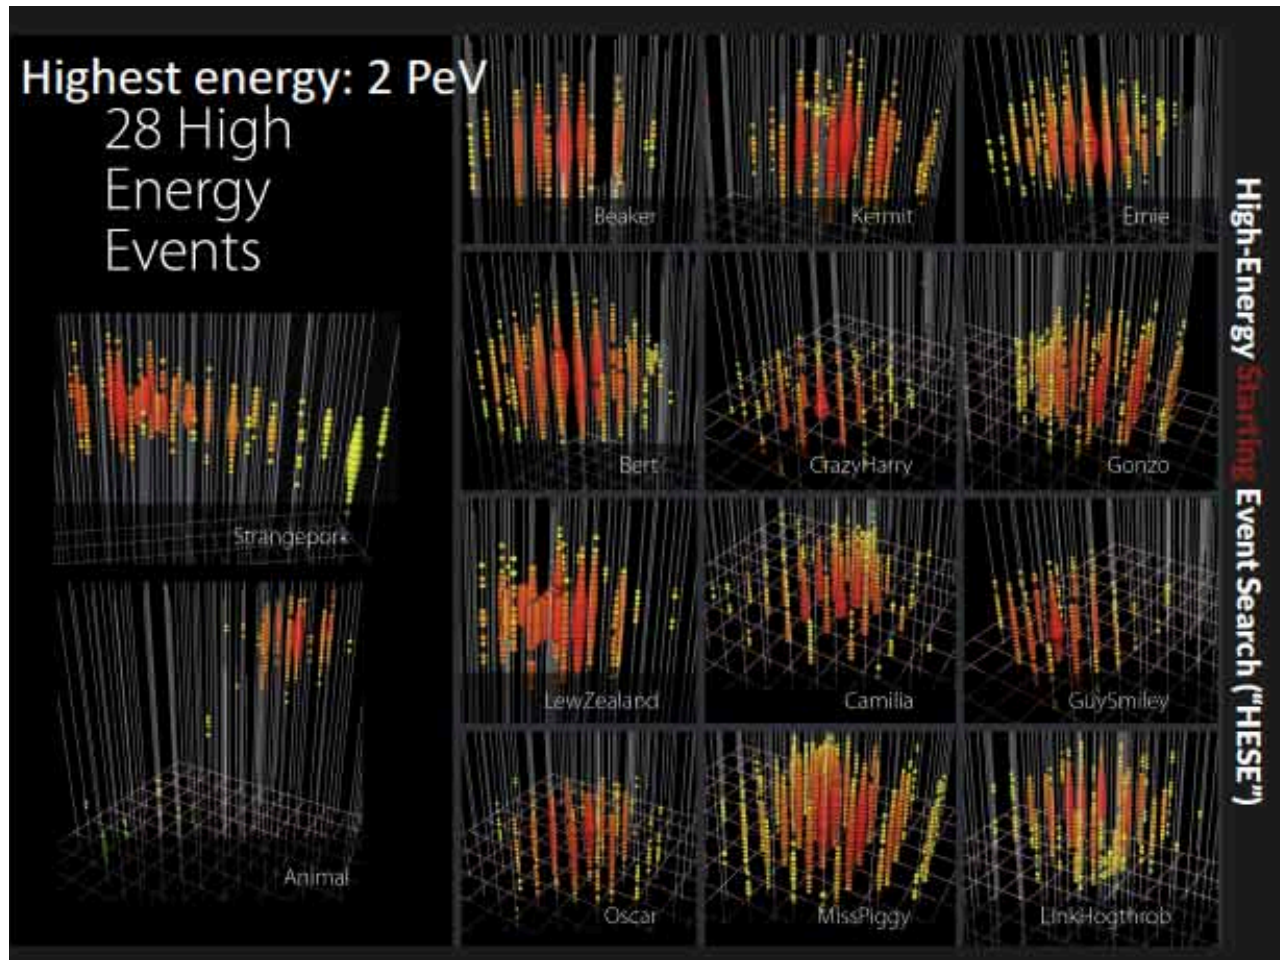 Highest energy: 2 PeV
28 High
Energy
Events
Strangepork
Animal
Beaker
Kermit
Ernie
Bert
CrazyHarry
Gonzo
LewZealand
Camilla
GuySmiley
Oscar
MissPiggy
LinkHogthrob
High-Energy Starting Event Search (“HESE”)